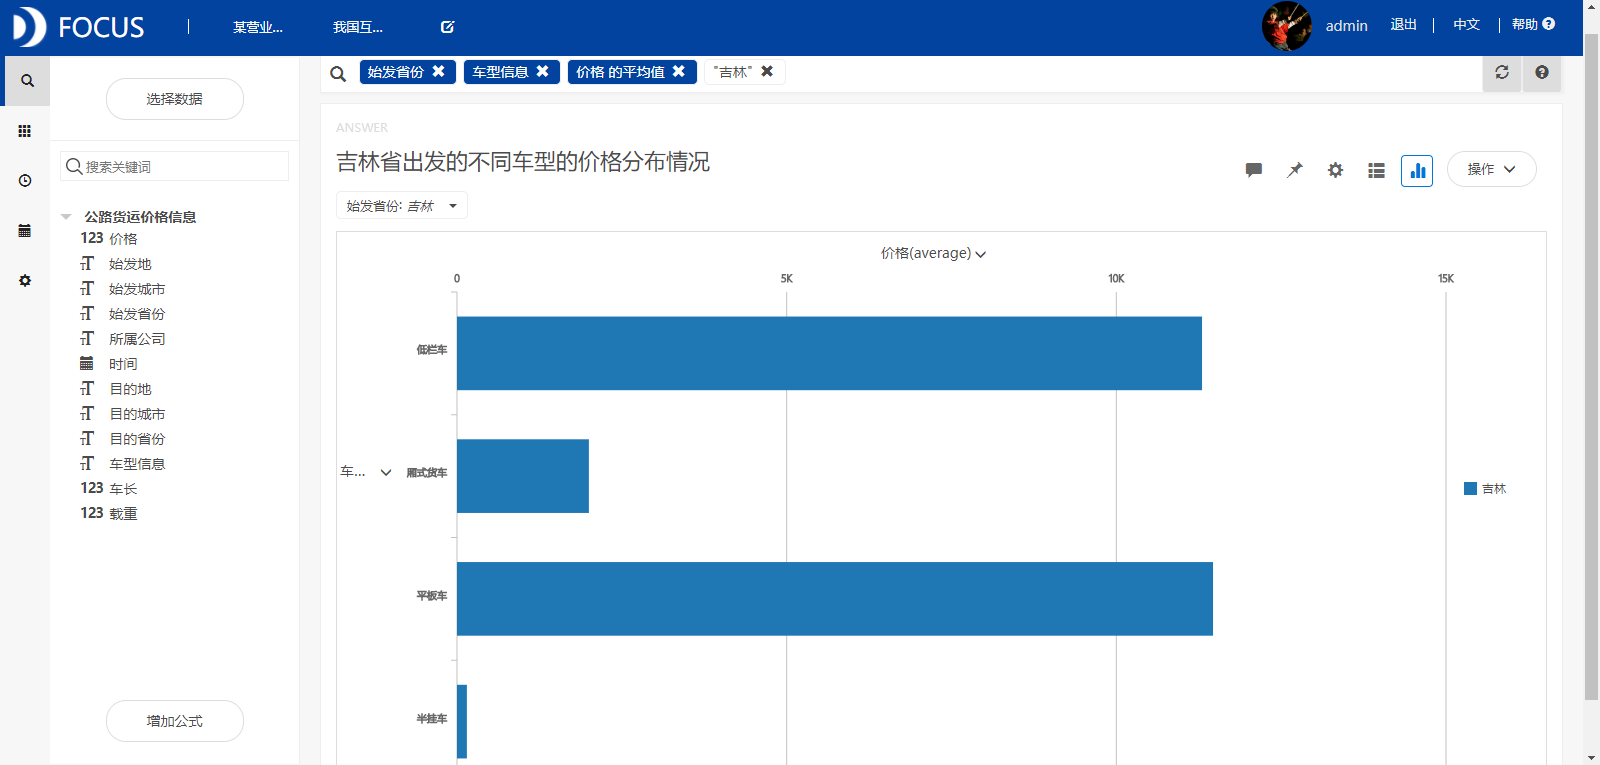 FOCUS
某营业...
我国互...
admin
退出
中文
帮助
选择数据
搜索关键词
公路货运价格信息
123 价格
始发地
始发城市
始发省份
所属公司
时间
目的地
目的城市
目的省份
车型信息
123 车长
123 载重
增加公式
始发省份
车型信息
价格 的平均值
"吉林"
ANSWER
吉林省出发的不同车型的价格分布情况
操作
始发省份: 吉林
价格(average)
0 5K 10K 15K
低栏车
车...
厢式货车
平板车
半挂车
吉林